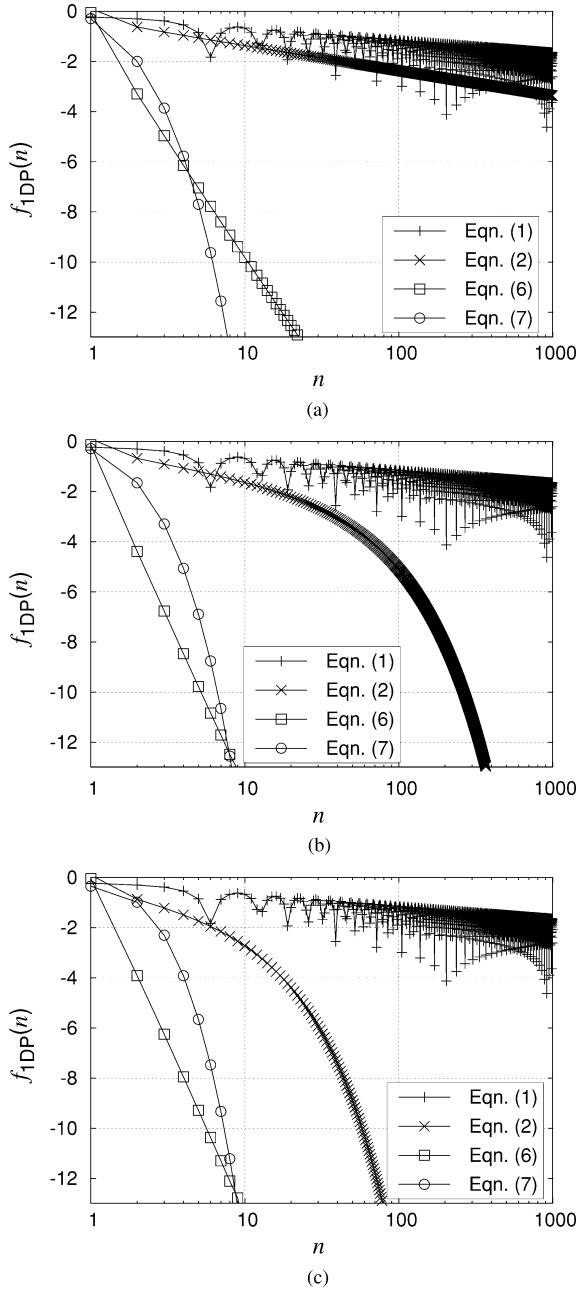 0
-2
-4
-6
-8
-10
-12
f1DP(n)
Eqn. (1)
Eqn. (2)
Eqn. (6)
Eqn. (7)
1 10 100 1000
n
(a)
0
-2
-4
-6
-8
-10
-12
f1DP(n)
Eqn. (1)
Eqn. (2)
Eqn. (6)
Eqn. (7)
1 10 100 1000
n
(b)
0
-2
-4
-6
-8
-10
-12
f1DP(n)
Eqn. (1)
Eqn. (2)
Eqn. (6)
Eqn. (7)
1 10 100 1000
n
(c)